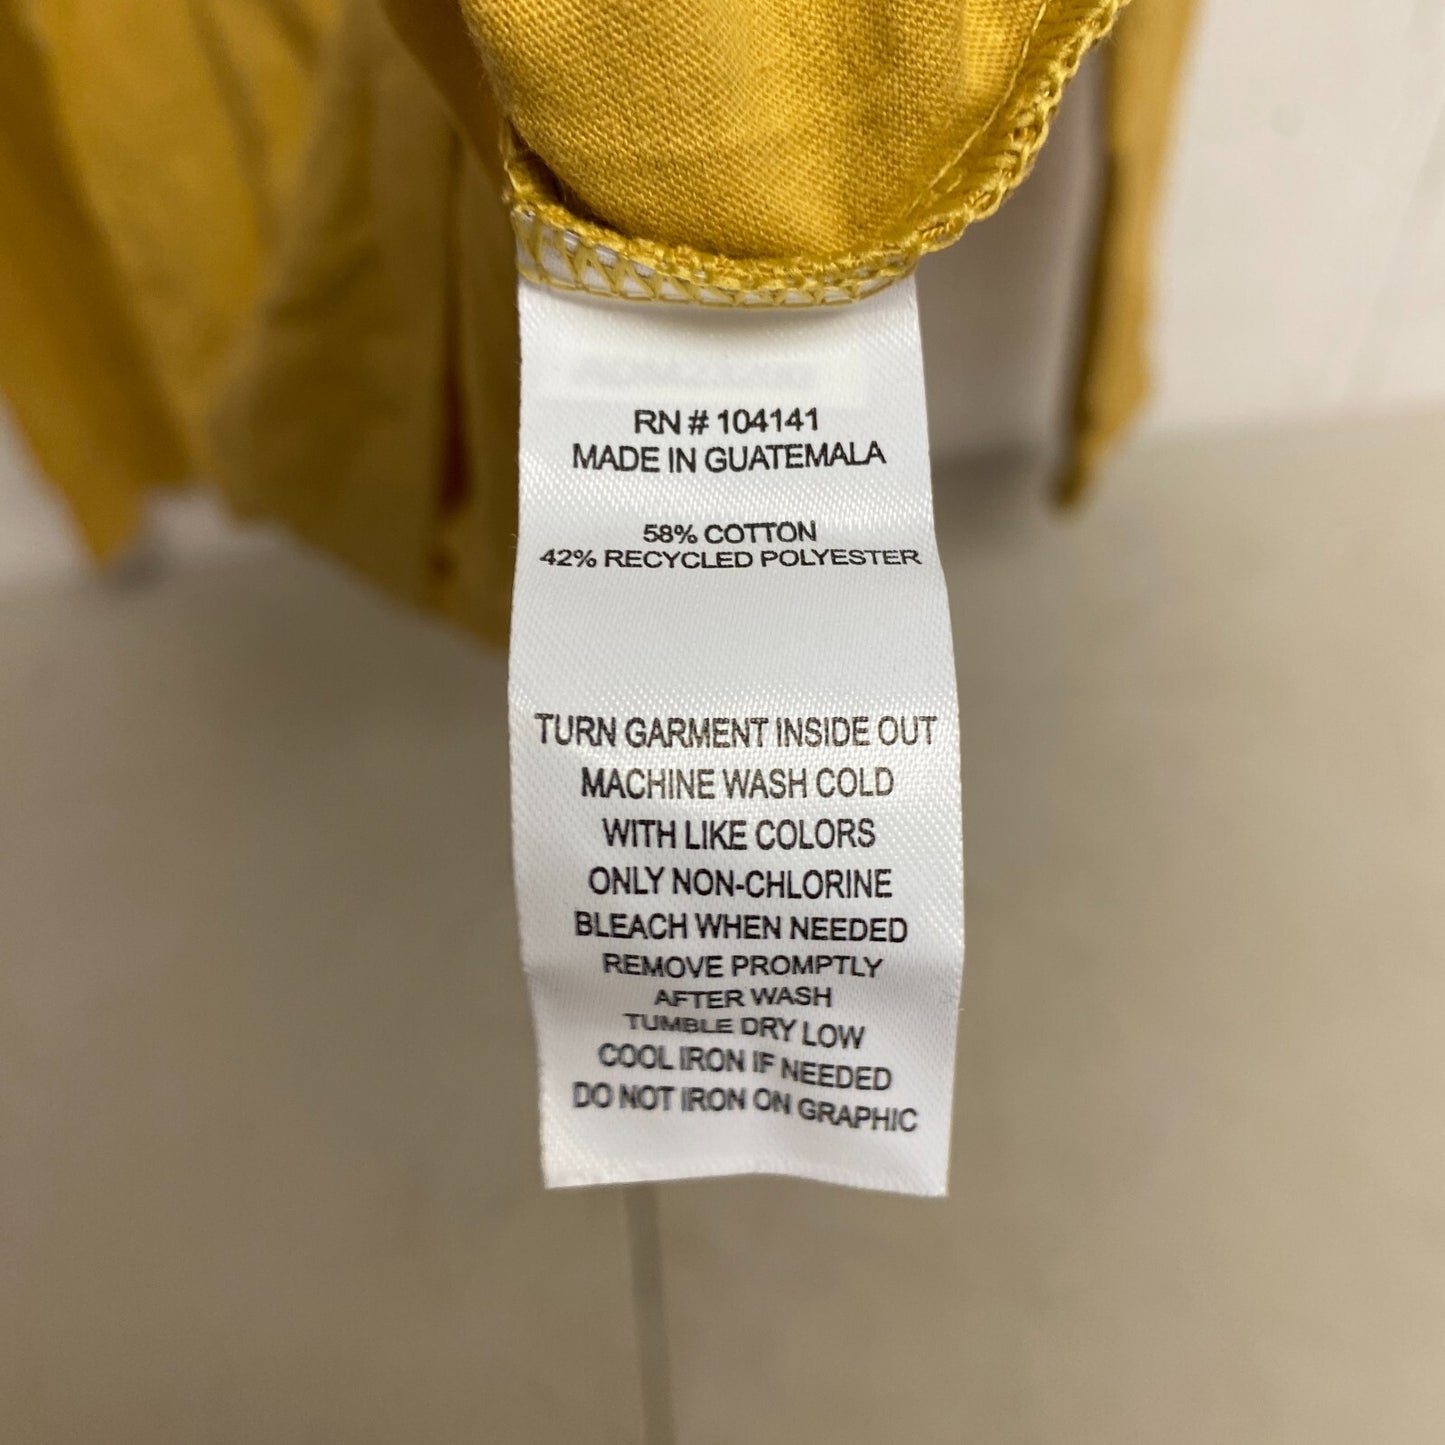 RN # 104141
MADE IN GUATEMALA
58% COTTON
42% RECYCLED POLYESTER
TURN GARMENT INSIDE OUT
MACHINE WASH COLD
WITH LIKE COLORS
ONLY NON-CHLORINE
BLEACH WHEN NEEDED
REMOVE PROMPTLY
AFTER WASH
TUMBLE DRY LOW
COOL IRON IF NEEDED
DO NOT IRON ON GRAPHIC